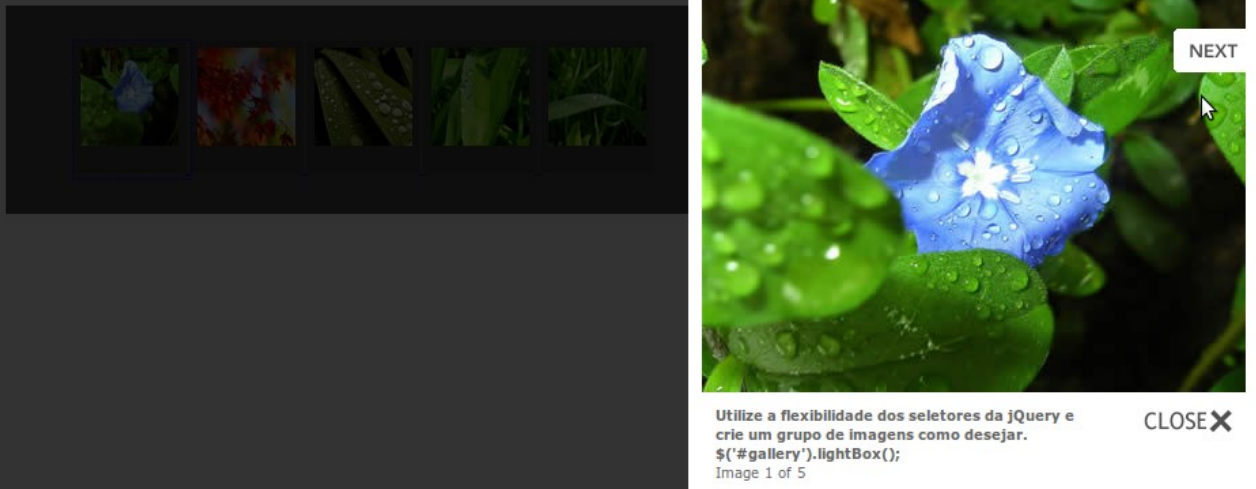 NEXT
Utilize a flexibilidade dos seletores da jQuery e
crie um grupo de imagens como desejar.
$('#gallery').lightBox();
Image 1 of 5
CLOSE